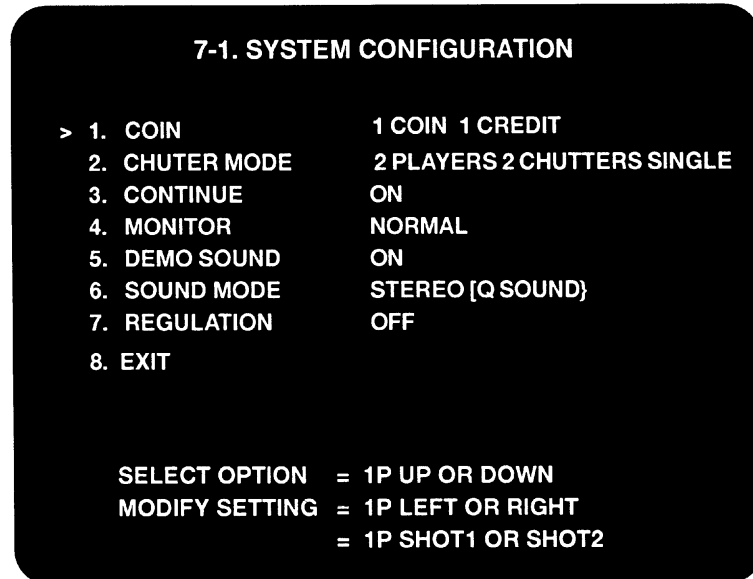 7-1. SYSTEM CONFIGURATION
> 1. COIN 1 COIN 1 CREDIT
2. CHUTER MODE 2 PLAYERS 2 CHUTTERS SINGLE
3. CONTINUE ON
4. MONITOR NORMAL
5. DEMO SOUND ON
6. SOUND MODE STEREO [Q SOUND}
7. REGULATION OFF
8. EXIT
SELECT OPTION = 1P UP OR DOWN
MODIFY SETTING = 1P LEFT OR RIGHT
= 1P SHOT1 OR SHOT2